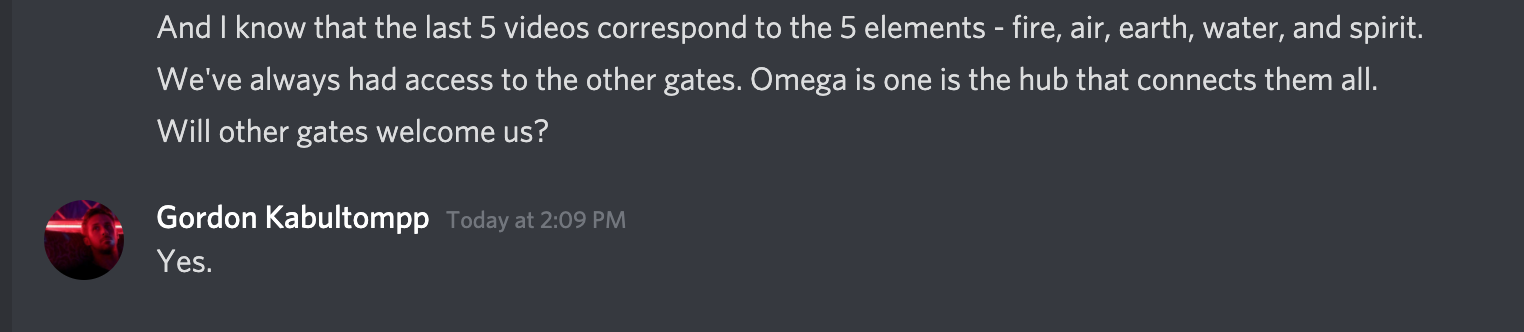 And I know that the last 5 videos correspond to the 5 elements - fire, air, earth, water, and spirit.
We've always had access to the other gates. Omega is one is the hub that connects them all.
Will other gates welcome us?
Gordon Kabultompp Today at 2:09 PM
Yes.